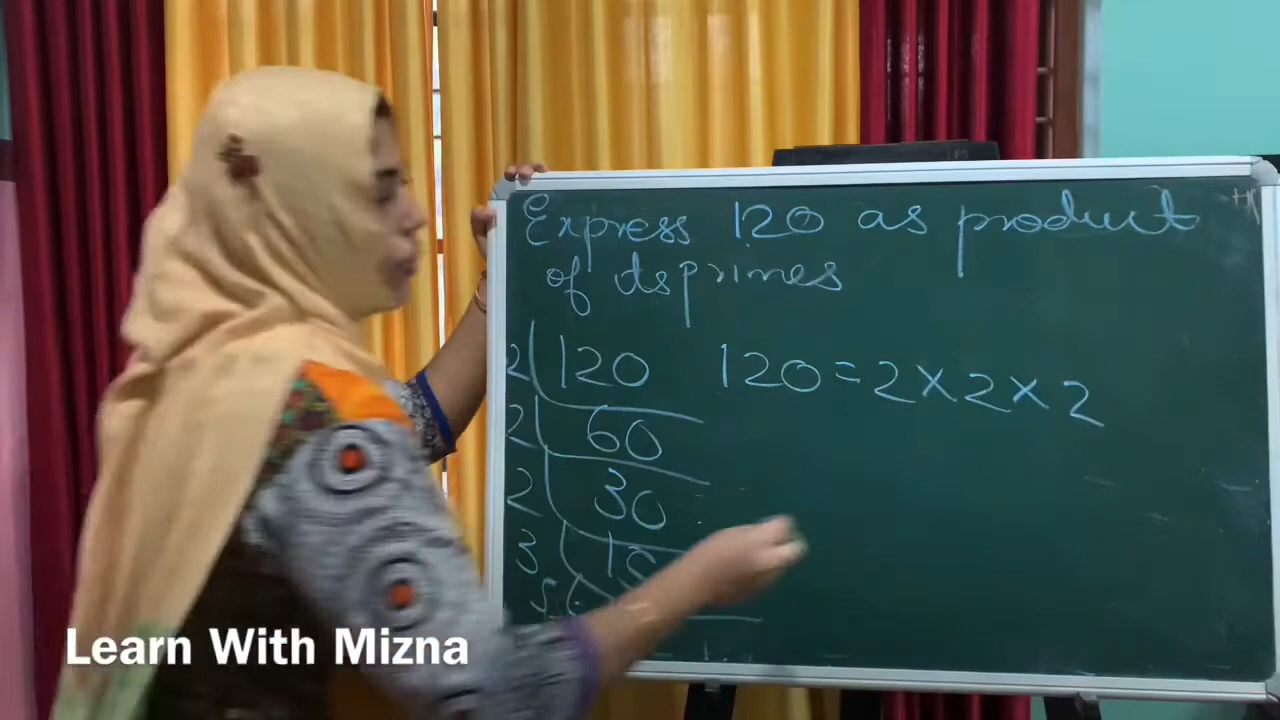 Express 120 as product
of its primes
2 120 120 = 2 × 2 × 2
2 60
2 30
3 15
5
Learn With Mizna